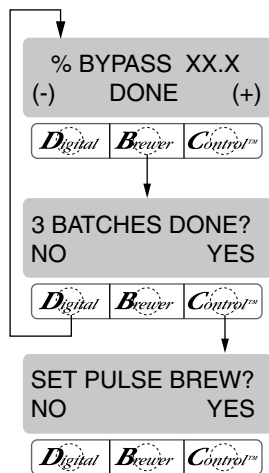 % BYPASS XX.X
(-) DONE (+)
Digital Brewer Control™
3 BATCHES DONE?
NO YES
Digital Brewer Control™
SET PULSE BREW?
NO YES
Digital Brewer Control™